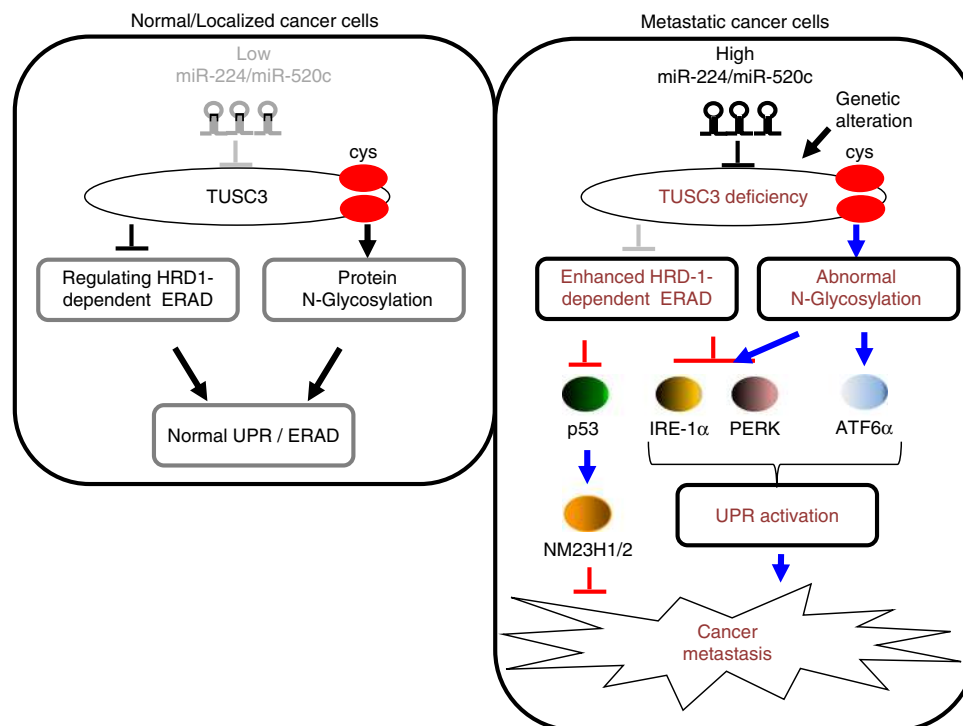 Normal/Localized cancer cells
Low
miR-224/miR-520c
cys
TUSC3
Regulating HRD1-
dependent ERAD
Protein
N-Glycosylation
Normal UPR / ERAD
Metastatic cancer cells
High
miR-224/miR-520c
Genetic
alteration
cys
TUSC3 deficiency
Enhanced HRD-1-
dependent ERAD
Abnormal
N-Glycosylation
p53
IRE-1α
PERK
ATF6α
UPR activation
NM23H1/2
Cancer
metastasis